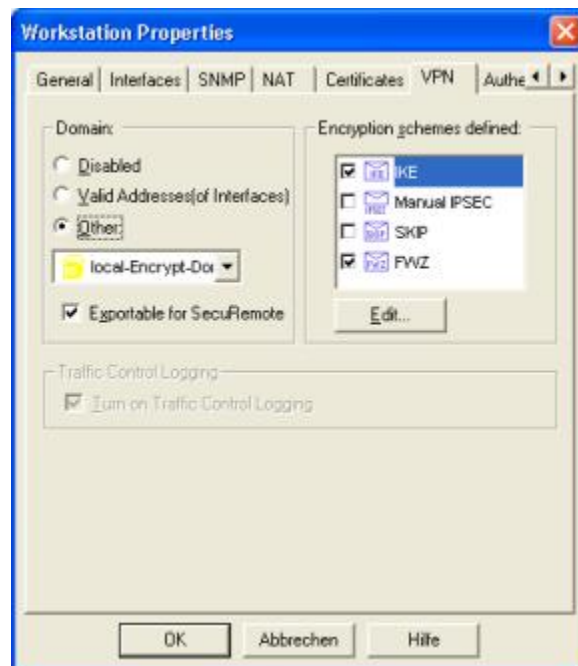 Workstation Properties
General Interfaces SNMP NAT Certificates VPN Authe
Domain:
Disabled
Valid Addresses(of Interfaces)
Other:
local-Encrypt-Dor
Exportable for SecuRemote
Encryption schemes defined:
IKE
Manual IPSEC
SKIP
FWZ
Edit...
Traffic Control Logging
Turn on Traffic Control Logging
OK Abbrechen Hilfe